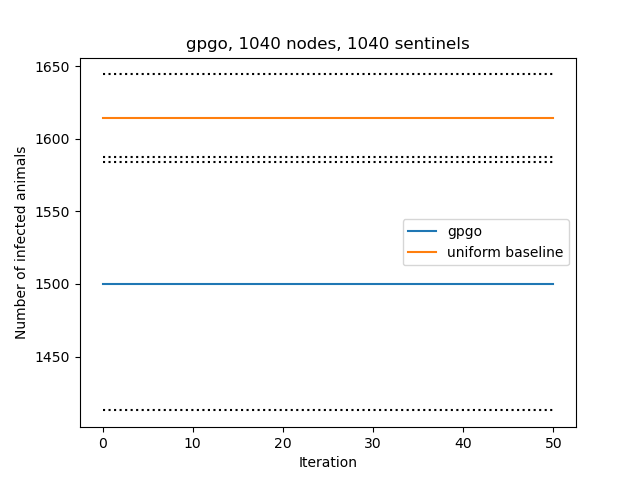 gpgo, 1040 nodes, 1040 sentinels
1650
1600
1550
1500
1450
Number of infected animals
gpgo
uniform baseline
0 10 20 30 40 50
Iteration